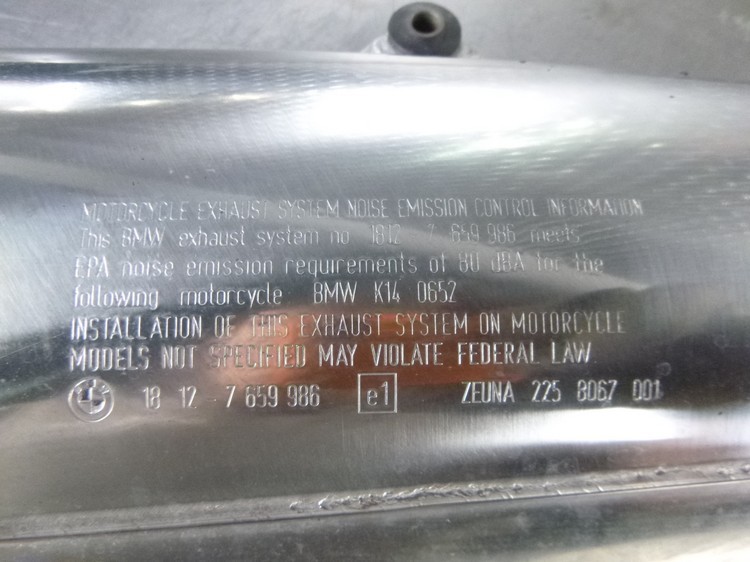 MOTORCYCLE EXHAUST SYSTEM NOISE EMISSION CONTROL INFORMATION
This BMW exhaust system no 1812 7 659 986 meets
EPA noise emission requirements of 80 dBA for the
following motorcycle BMW K14 0652
INSTALLATION OF THIS EXHAUST SYSTEM ON MOTORCYCLE
MODELS NOT SPECIFIED MAY VIOLATE FEDERAL LAW
18 12 7 659 986 e1 ZEUNA 225 8067 001